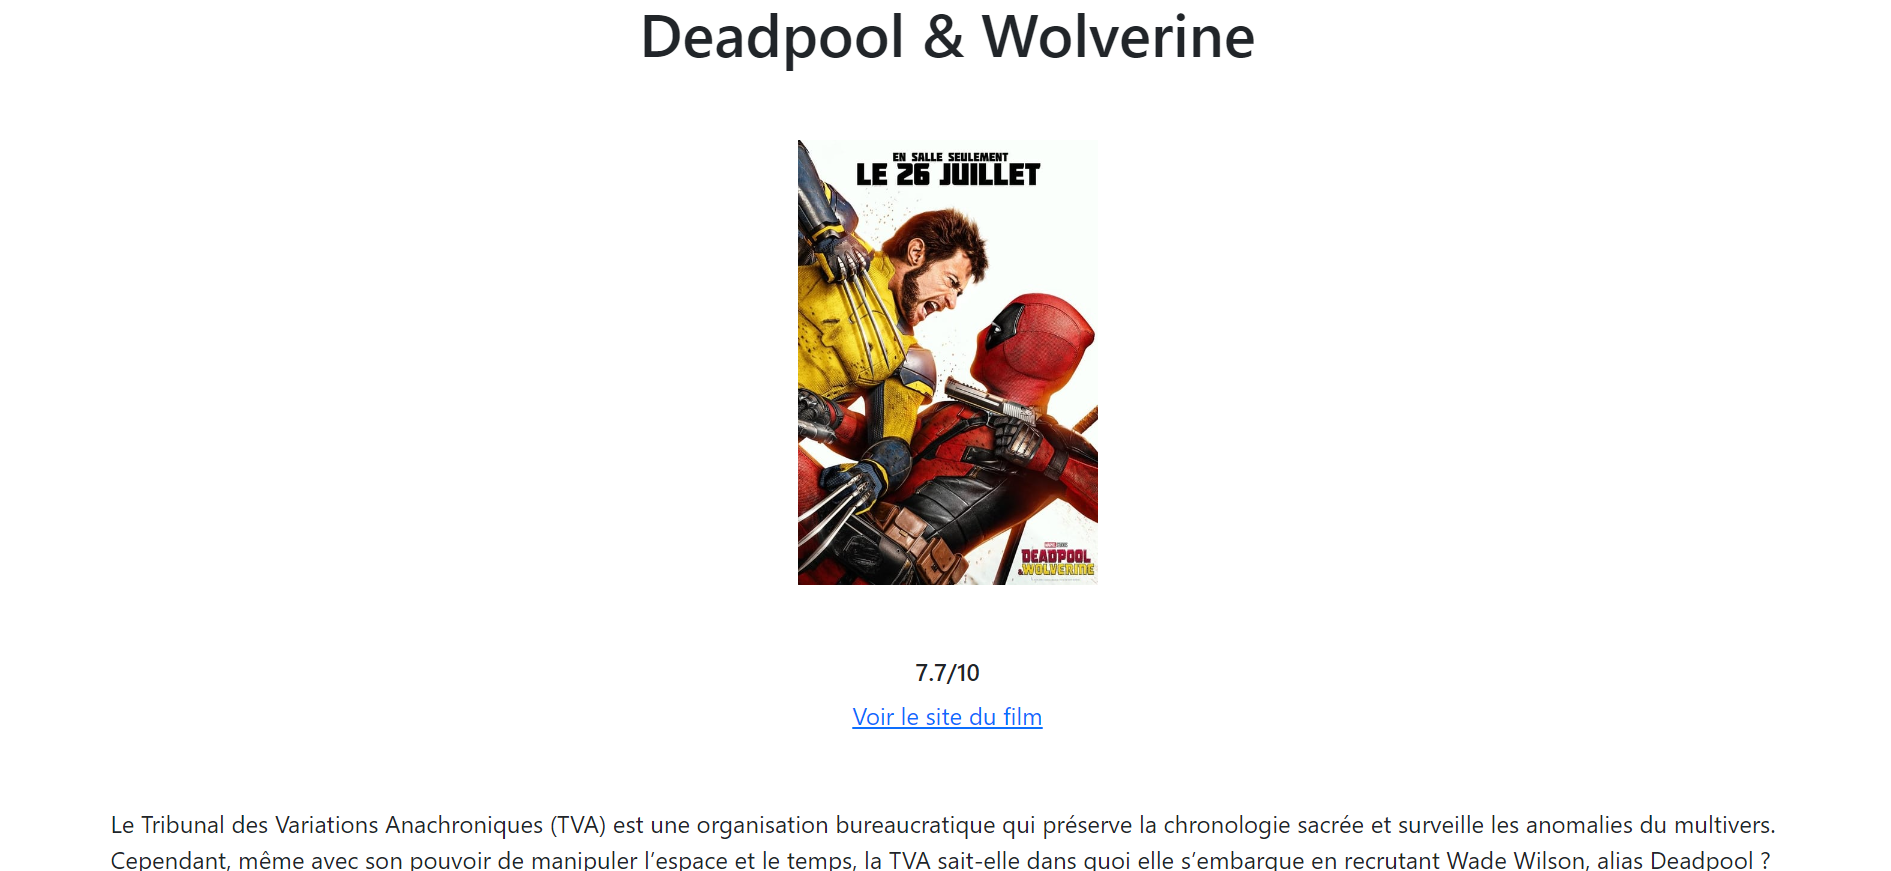 Deadpool & Wolverine
EN SALLE SEULEMENT
LE 26 JUILLET
MARVEL STUDIOS
DEADPOOL
& WOLVERINE
7.7/10
Voir le site du film
Le Tribunal des Variations Anachroniques (TVA) est une organisation bureaucratique qui préserve la chronologie sacrée et surveille les anomalies du multivers.
Cependant, même avec son pouvoir de manipuler l’espace et le temps, la TVA sait-elle dans quoi elle s’embarque en recrutant Wade Wilson, alias Deadpool ?